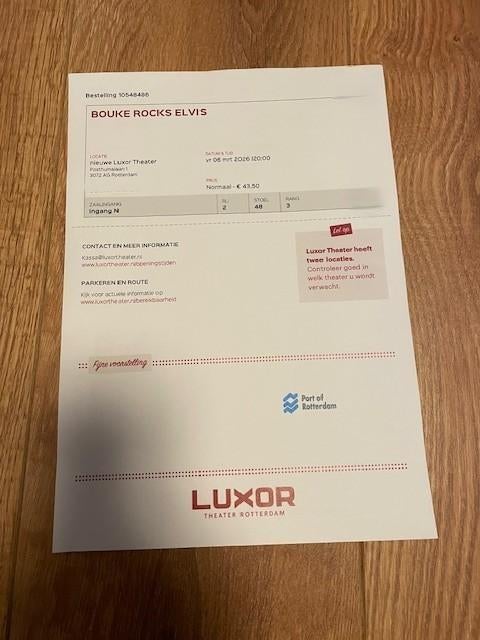 Bestelling 10548486
BOUKE ROCKS ELVIS
LOCATIE
Nieuwe Luxor Theater
Posthumalaan 1
3072 AG Rotterdam
DATUM & TIJD
vr 06 mrt 2026 |20:00
PRIJS
Normaal - € 43,50
ZAALINGANG
Ingang N
RIJ
2
STOEL
48
RANG
3
CONTACT EN MEER INFORMATIE
Kassa@luxortheater.nl
www.luxortheater.nl/openingstijden
PARKEREN EN ROUTE
Kijk voor actuele informatie op
www.luxortheater.nl/bereikbaarheid
Let op
Luxor Theater heeft
twee locaties.
Controleer goed in
welk theater u wordt
verwacht.
Fijne voorstelling
Port of
Rotterdam
LUXOR
THEATER ROTTERDAM